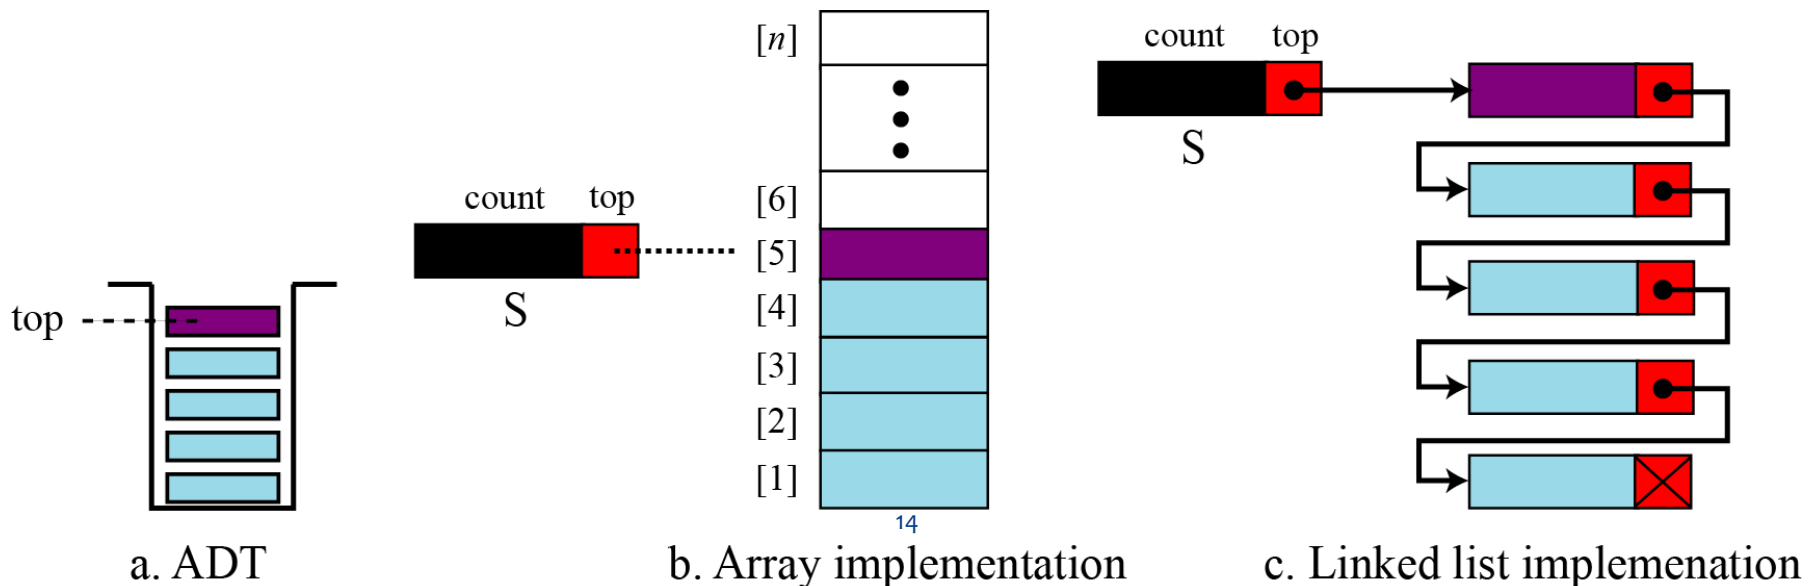 top
a. ADT
count top
S
[n]
[6]
[5]
[4]
[3]
[2]
[1]
14
b. Array implementation
count top
S
c. Linked list implemenation